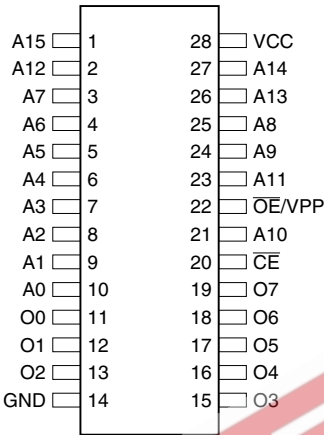 A15 1 28 VCC
A12 2 27 A14
A7 3 26 A13
A6 4 25 A8
A5 5 24 A9
A4 6 23 A11
A3 7 22 O̅E̅/VPP
A2 8 21 A10
A1 9 20 C̅E̅
A0 10 19 O7
O0 11 18 O6
O1 12 17 O5
O2 13 16 O4
GND 14 15 O3